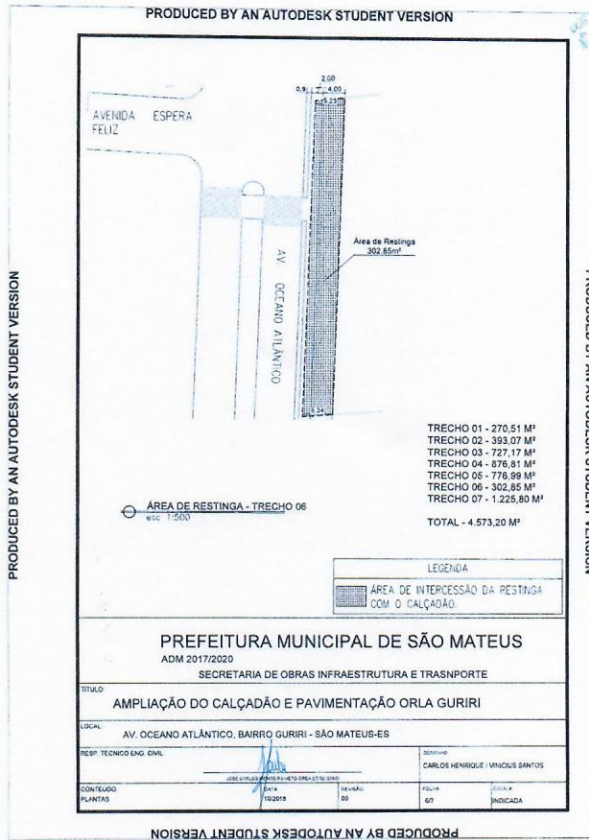 PRODUCED BY AN AUTODESK STUDENT VERSION
PRODUCED BY AN AUTODESK STUDENT VERSION
PRODUCED BY AN AUTODESK STUDENT VERSION
2.00
4.00
AVENIDA ESPERA
FELIZ
Área de Restinga
302.85m²
AV. OCEANO ATLÂNTICO
TRECHO 01 - 270,51 M²
TRECHO 02 - 393,07 M²
TRECHO 03 - 727,17 M²
TRECHO 04 - 876,81 M²
TRECHO 05 - 776,99 M²
TRECHO 06 - 302,85 M²
TRECHO 07 - 1.225,80 M²
TOTAL - 4.573,20 M²
ÁREA DE RESTINGA - TRECHO 06
esc 1:500
LEGENDA
ÁREA DE INTERCESSÃO DA RESTINGA
COM O CALÇADÃO.
PREFEITURA MUNICIPAL DE SÃO MATEUS
ADM 2017/2020
SECRETARIA DE OBRAS INFRAESTRUTURA E TRASNPORTE
TÍTULO:
AMPLIAÇÃO DO CALÇADÃO E PAVIMENTAÇÃO ORLA GURIRI
LOCAL:
AV. OCEANO ATLÂNTICO, BAIRRO GURIRI - SÃO MATEUS-ES
RESP. TÉCNICO ENG. CIVIL
DESENHO
CARLOS HENRIQUE / VINICIUS SANTOS
CONTEÚDO
PLANTAS
DATA
10/2018
REVISÃO
00
FOLHA
6/7
ESCALA
INDICADA
PRODUCED BY AN AUTODESK STUDENT VERSION